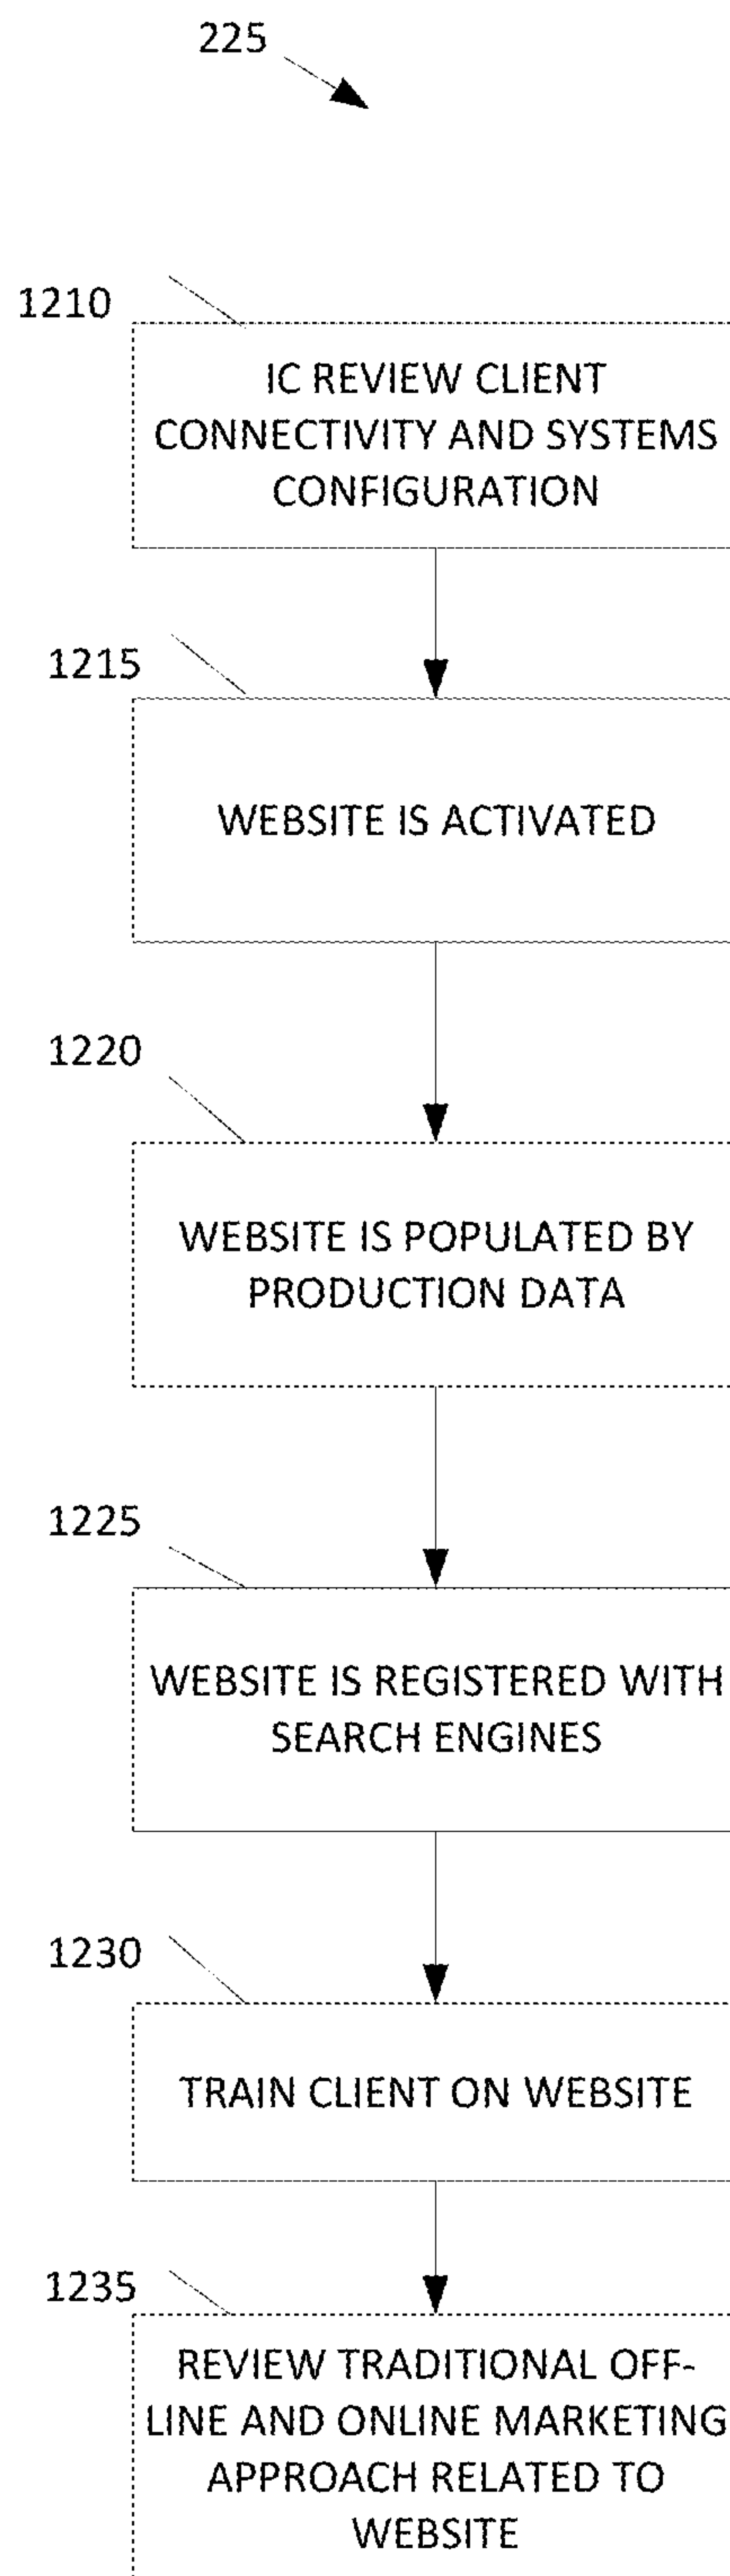 225
1210
IC REVIEW CLIENT
CONNECTIVITY AND SYSTEMS
CONFIGURATION
1215
WEBSITE IS ACTIVATED
1220
WEBSITE IS POPULATED BY
PRODUCTION DATA
1225
WEBSITE IS REGISTERED WITH
SEARCH ENGINES
1230
TRAIN CLIENT ON WEBSITE
1235
REVIEW TRADITIONAL OFF-
LINE AND ONLINE MARKETING
APPROACH RELATED TO
WEBSITE